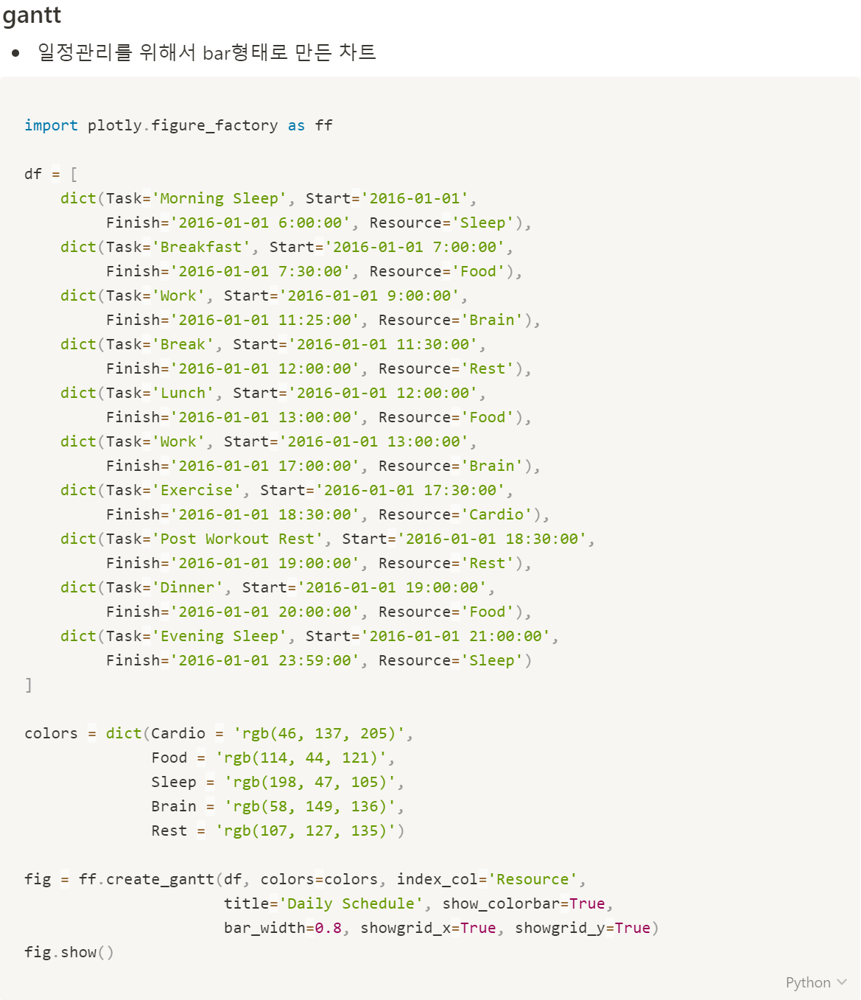 gantt
• 일정관리를 위해서 bar형태로 만든 차트
import plotly.figure_factory as ff
df = [
    dict(Task='Morning Sleep', Start='2016-01-01',
         Finish='2016-01-01 6:00:00', Resource='Sleep'),
    dict(Task='Breakfast', Start='2016-01-01 7:00:00',
         Finish='2016-01-01 7:30:00', Resource='Food'),
    dict(Task='Work', Start='2016-01-01 9:00:00',
         Finish='2016-01-01 11:25:00', Resource='Brain'),
    dict(Task='Break', Start='2016-01-01 11:30:00',
         Finish='2016-01-01 12:00:00', Resource='Rest'),
    dict(Task='Lunch', Start='2016-01-01 12:00:00',
         Finish='2016-01-01 13:00:00', Resource='Food'),
    dict(Task='Work', Start='2016-01-01 13:00:00',
         Finish='2016-01-01 17:00:00', Resource='Brain'),
    dict(Task='Exercise', Start='2016-01-01 17:30:00',
         Finish='2016-01-01 18:30:00', Resource='Cardio'),
    dict(Task='Post Workout Rest', Start='2016-01-01 18:30:00',
         Finish='2016-01-01 19:00:00', Resource='Rest'),
    dict(Task='Dinner', Start='2016-01-01 19:00:00',
         Finish='2016-01-01 20:00:00', Resource='Food'),
    dict(Task='Evening Sleep', Start='2016-01-01 21:00:00',
         Finish='2016-01-01 23:59:00', Resource='Sleep')
]
colors = dict(Cardio = 'rgb(46, 137, 205)',
              Food = 'rgb(114, 44, 121)',
              Sleep = 'rgb(198, 47, 105)',
              Brain = 'rgb(58, 149, 136)',
              Rest = 'rgb(107, 127, 135)')
fig = ff.create_gantt(df, colors=colors, index_col='Resource',
                      title='Daily Schedule', show_colorbar=True,
                      bar_width=0.8, showgrid_x=True, showgrid_y=True)
fig.show()
Python